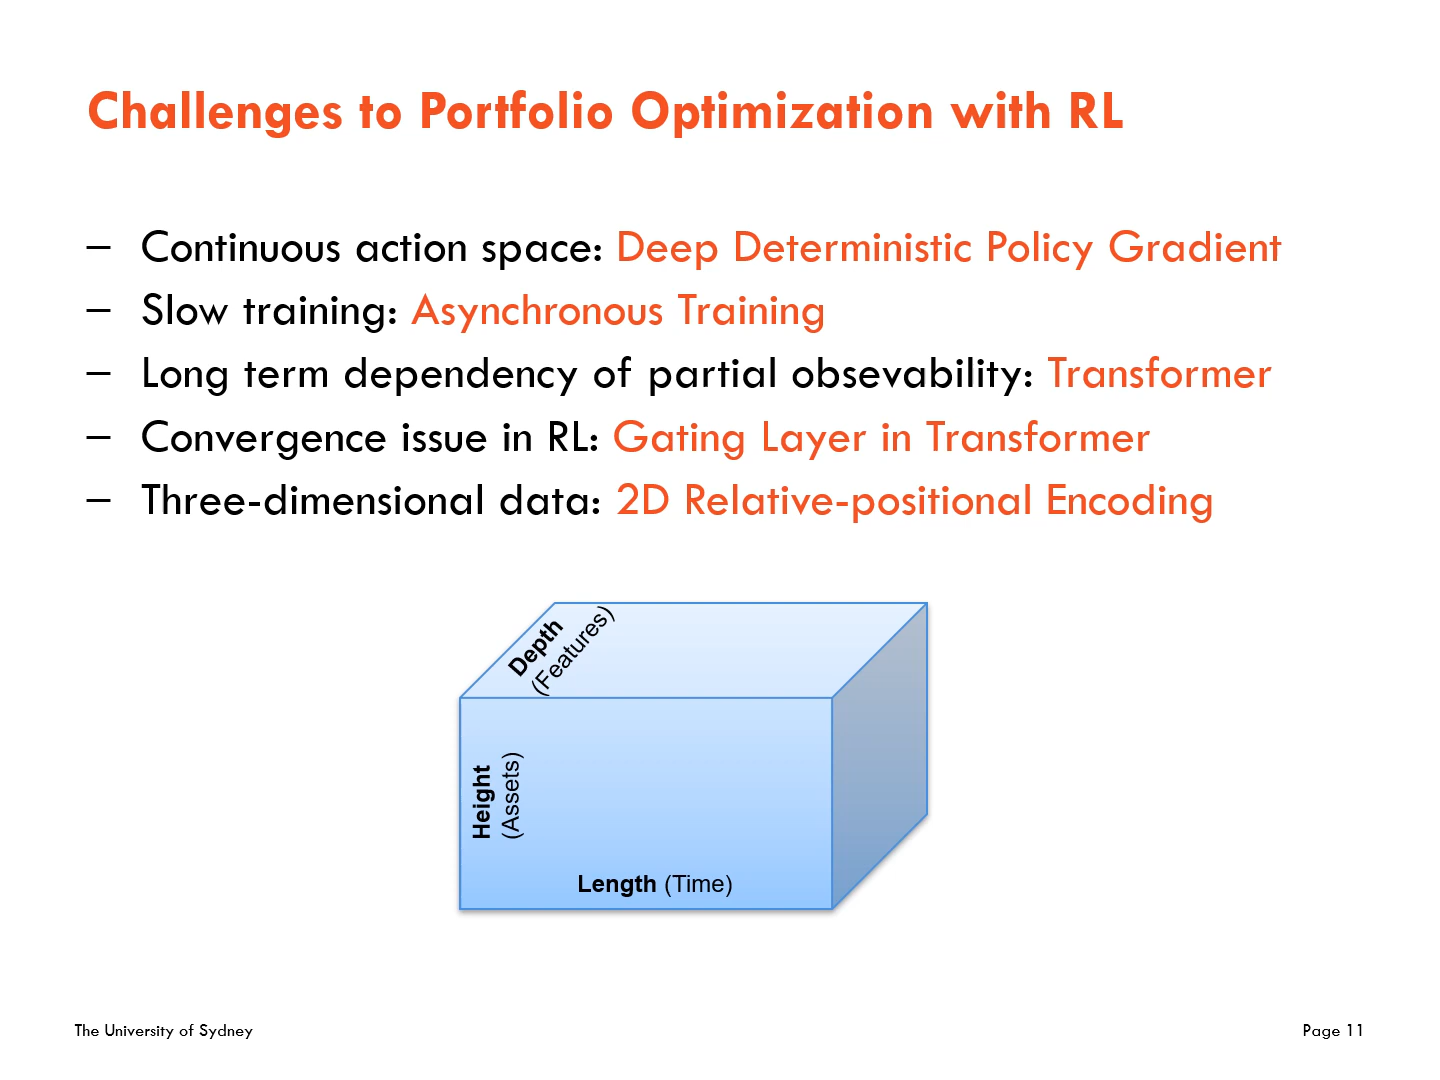 Challenges to Portfolio Optimization with RL
– Continuous action space: Deep Deterministic Policy Gradient
– Slow training: Asynchronous Training
– Long term dependency of partial obsevability: Transformer
– Convergence issue in RL: Gating Layer in Transformer
– Three-dimensional data: 2D Relative-positional Encoding
Depth
(Features)
Height
(Assets)
Length (Time)
The University of Sydney
Page 11